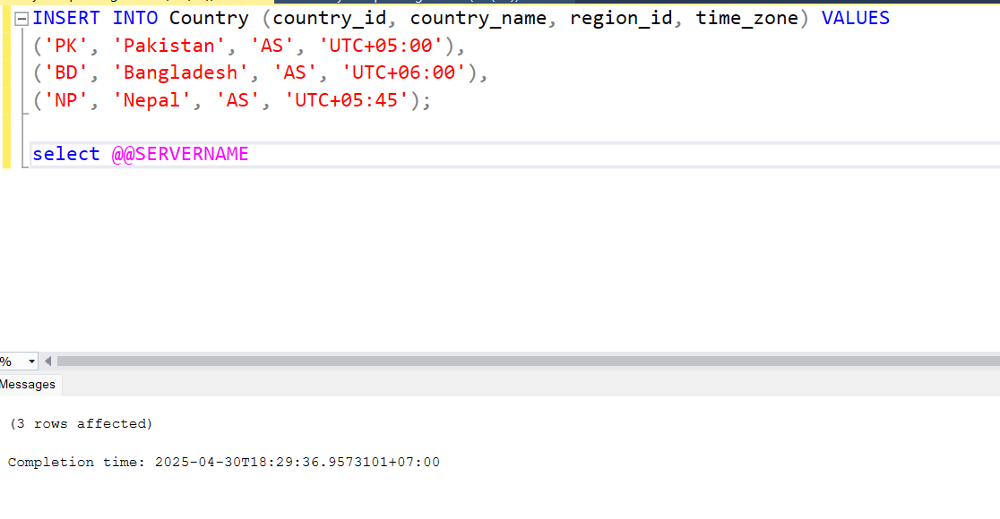 INSERT INTO Country (country_id, country_name, region_id, time_zone) VALUES
('PK', 'Pakistan', 'AS', 'UTC+05:00'),
('BD', 'Bangladesh', 'AS', 'UTC+06:00'),
('NP', 'Nepal', 'AS', 'UTC+05:45');
select @@SERVERNAME
%
Messages
(3 rows affected)
Completion time: 2025-04-30T18:29:36.9573101+07:00